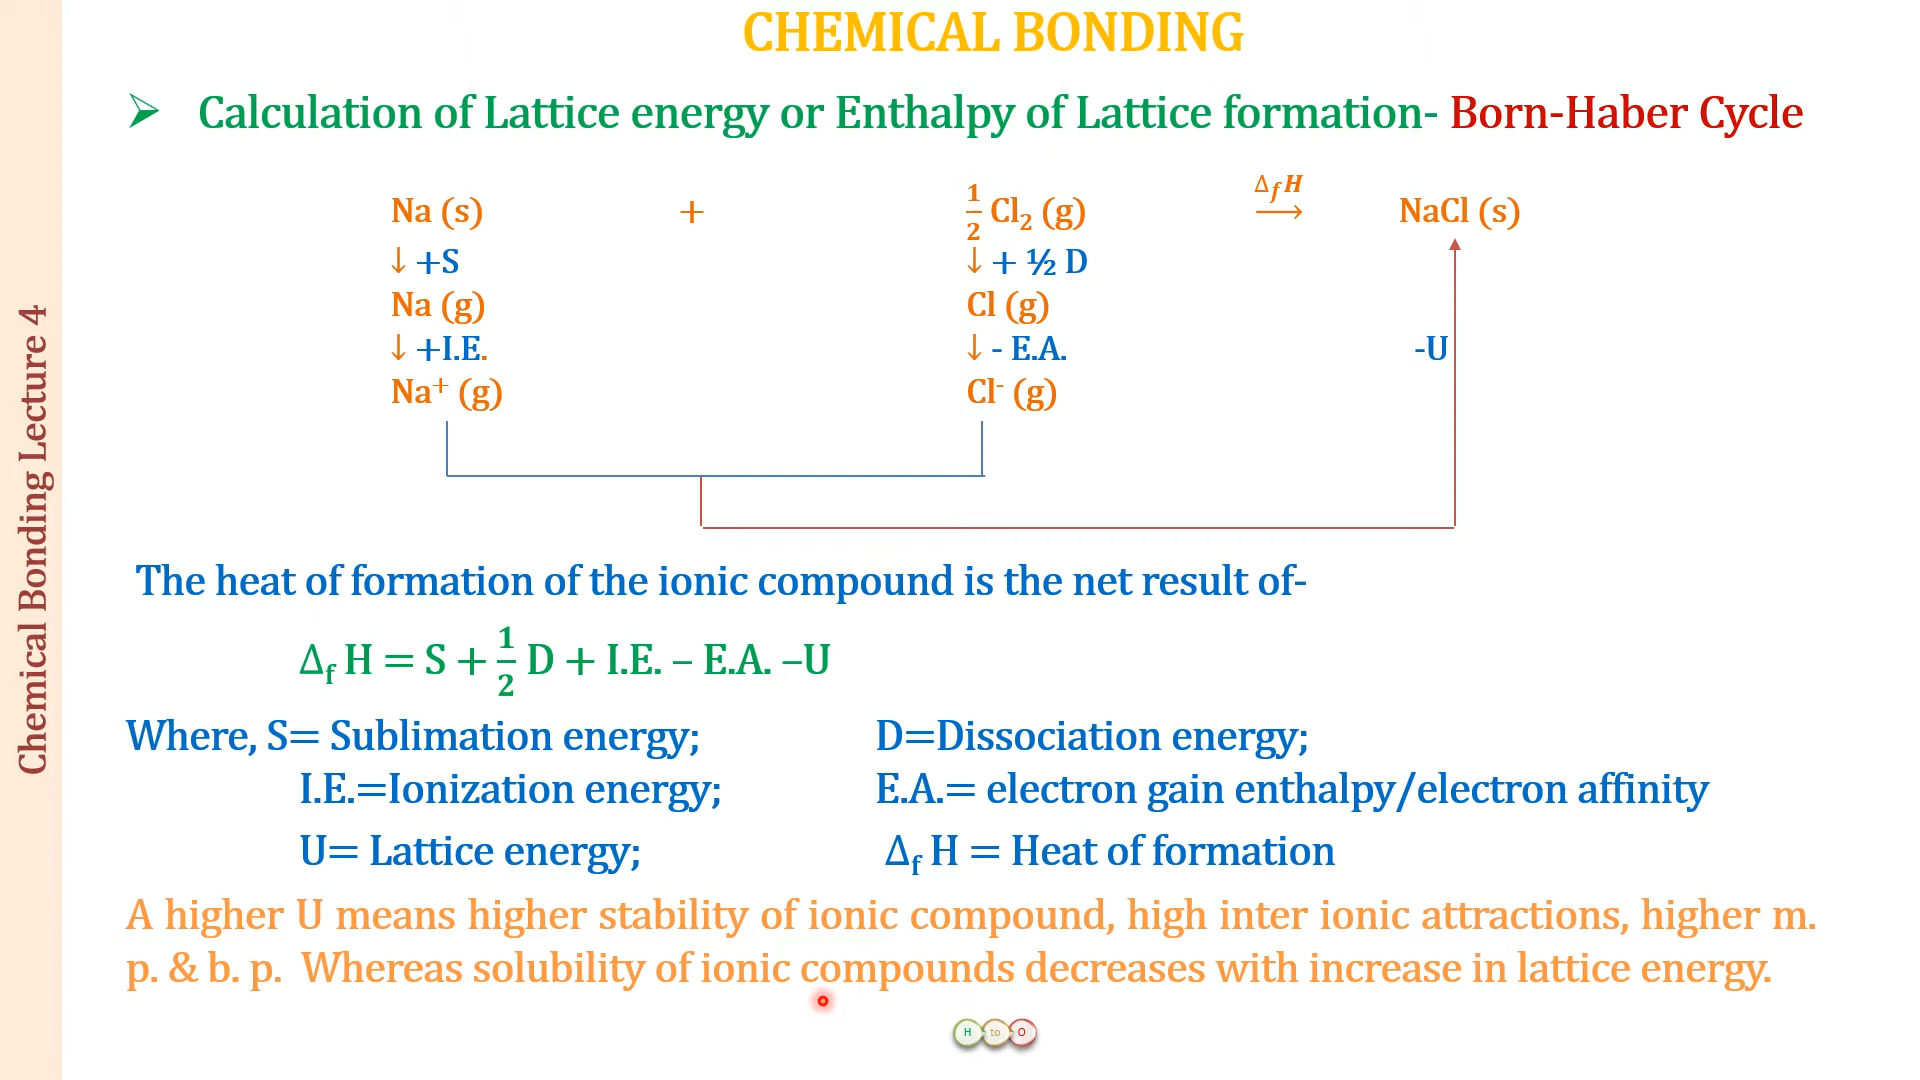 CHEMICAL BONDING
➢ Calculation of Lattice energy or Enthalpy of Lattice formation- Born-Haber Cycle
Na (s) + 1/2 Cl₂ (g) Δ_f H → NaCl (s)
↓ +S ↓ + ½ D
Na (g) Cl (g)
↓ +I.E. ↓ - E.A. -U
Na⁺ (g) Cl⁻ (g)
The heat of formation of the ionic compound is the net result of-
Δ_f H = S + 1/2 D + I.E. – E.A. –U
Where, S= Sublimation energy; D=Dissociation energy;
I.E.=Ionization energy; E.A.= electron gain enthalpy/electron affinity
U= Lattice energy; Δ_f H = Heat of formation
A higher U means higher stability of ionic compound, high inter ionic attractions, higher m.
p. & b. p. Whereas solubility of ionic compounds decreases with increase in lattice energy.
H to O
Chemical Bonding Lecture 4